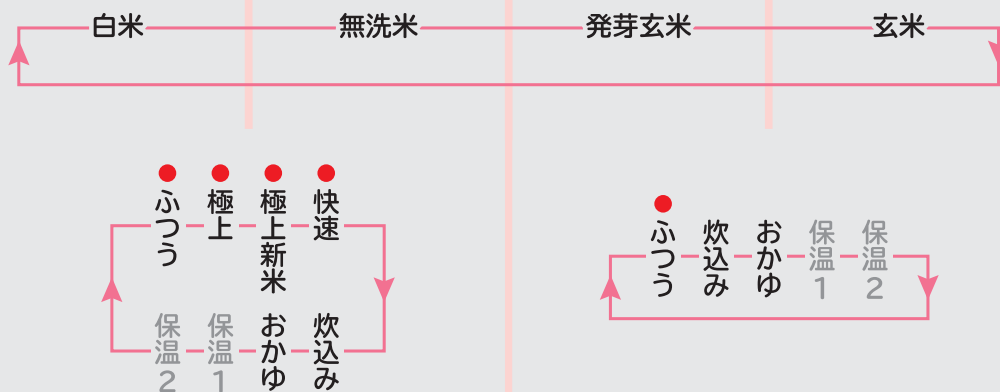 白米
無洗米
発芽玄米
玄米
ふつう
極上
極上新米
快速
保温2
保温1
おかゆ
炊込み
ふつう
炊込み
おかゆ
保温1
保温2